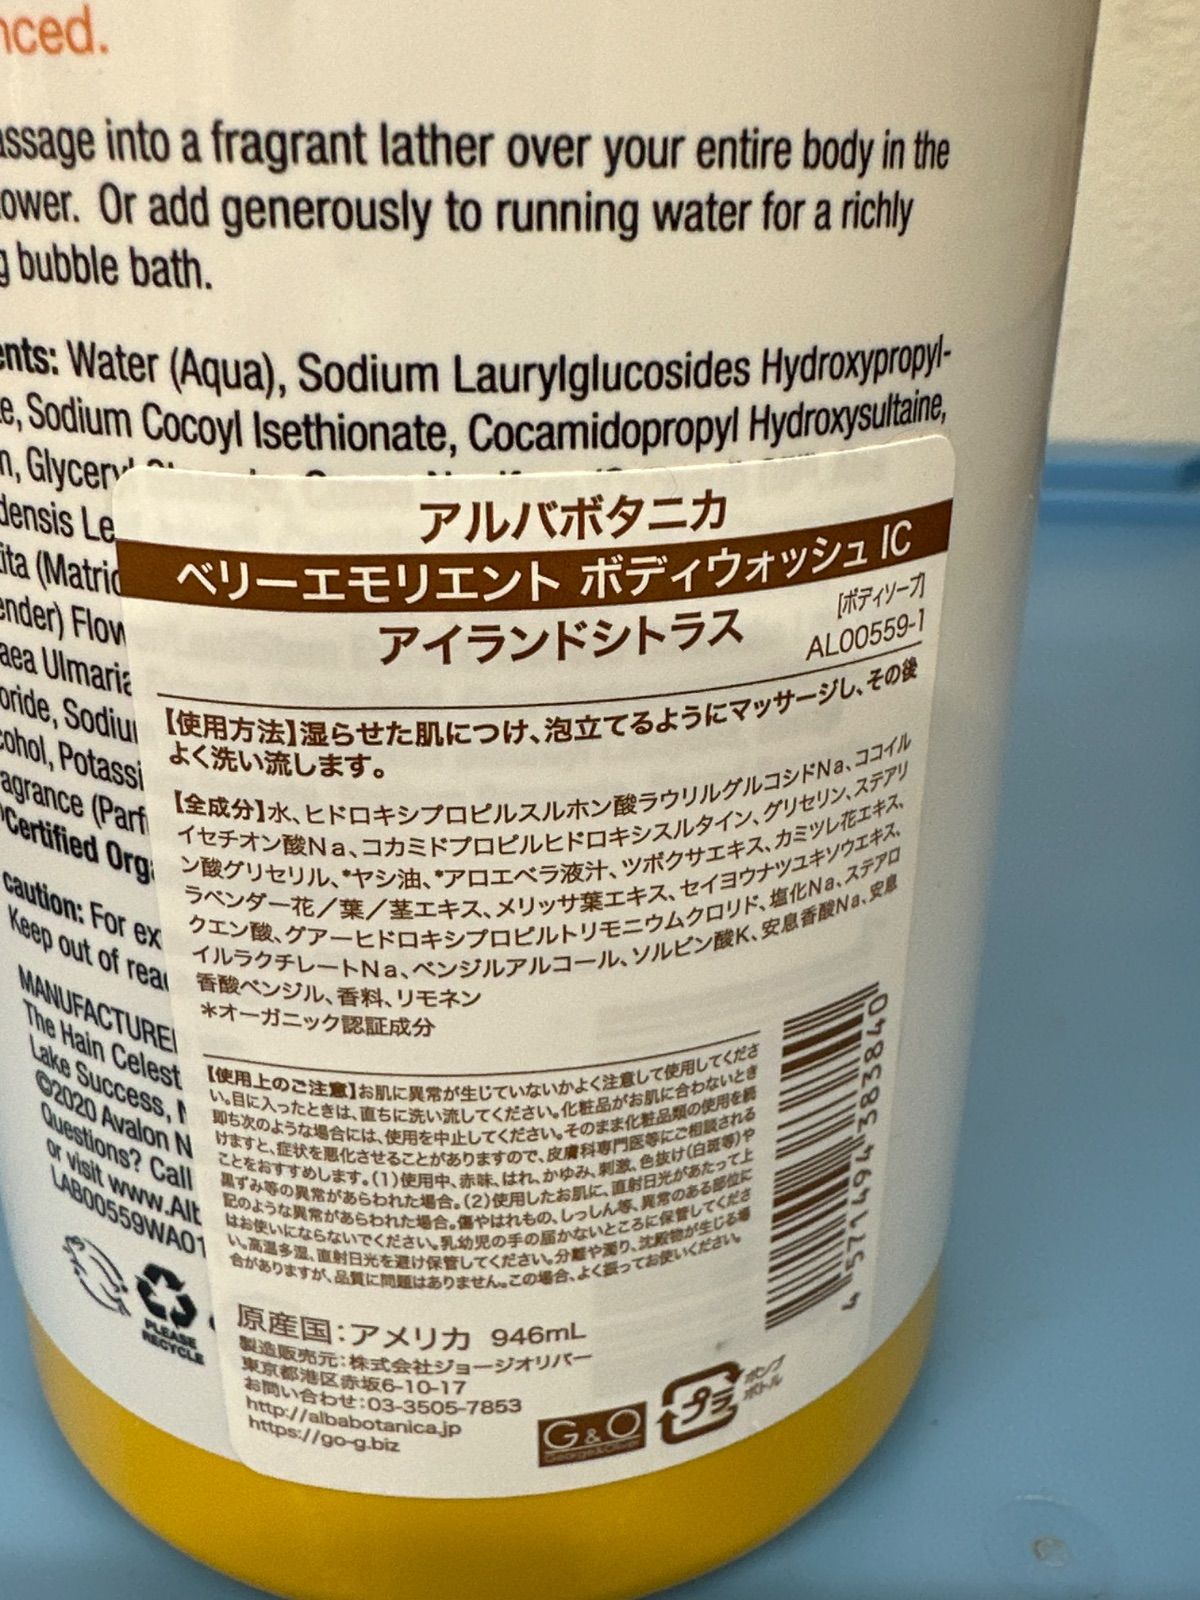 nced.
assage into a fragrant lather over your entire body in the
ower. Or add generously to running water for a richly
g bubble bath.
ents: Water (Aqua), Sodium Laurylglucosides Hydroxypropyl-
e, Sodium Cocoyl Isethionate, Cocamidopropyl Hydroxysultaine,
n, Glyceryl
densis Le
ita (Matric
ender) Flow
aea Ulmaria
oride, Sodiu
cohol, Potassi
agrance (Parf
Certified Orga
caution: For ex
Keep out of rea
MANUFACTURE
The Hain Celest
Lake Success, N
©2020 Avalon N
Questions? Call
or visit www.Alb
LAB00559WA01
PLEASE
RECYCLE
アルバボタニカ
ベリーエモリエント ボディウォッシュ IC
アイランドシトラス
[ボディソープ]
AL00559-1
【使用方法】湿らせた肌につけ、泡立てるようにマッサージし、その後
よく洗い流します。
【全成分】水、ヒドロキシプロピルスルホン酸ラウリルグルコシドNa、ココイル
イセチオン酸Na、コカミドプロピルヒドロキシスルタイン、グリセリン、ステアリ
ン酸グリセリル、*ヤシ油、*アロエベラ液汁、ツボクサエキス、カミツレ花エキス、
ラベンダー花/葉/茎エキス、メリッサ葉エキス、セイヨウナツユキソウエキス、
クエン酸、グアーヒドロキシプロピルトリモニウムクロリド、塩化Na、ステアロ
イルラクチレートNa、ベンジルアルコール、ソルビン酸K、安息香酸Na、安息
香酸ベンジル、香料、リモネン
*オーガニック認証成分
【使用上のご注意】お肌に異常が生じていないかよく注意して使用してくださ
い。目に入ったときは、直ちに洗い流してください。化粧品がお肌に合わないとき
即ち次のような場合には、使用を中止してください。そのまま化粧品類の使用を続
けますと、症状を悪化させることがありますので、皮膚科専門医等にご相談される
ことをおすすめします。(1)使用中、赤味、はれ、かゆみ、刺激、色抜け(白斑等)や
黒ずみ等の異常があらわれた場合。(2)使用したお肌に、直射日光があたって上
記のような異常があらわれた場合。傷やはれもの、しっしん等、異常のある部位に
はお使いにならないでください。乳幼児の手の届かないところに保管してくださ
い。高温多湿、直射日光を避け保管してください。分離や濁り、沈殿物が生じる場
合がありますが、品質に問題はありません。この場合、よく振ってお使いください。
4 571494 383840
原産国:アメリカ 946mL
製造販売元:株式会社ジョージオリバー
東京都港区赤坂6-10-17
お問い合わせ:03-3505-7853
http://albabotanica.jp
https://go-g.biz
G&O
George&Oliver
プラ
ポンプ
ボトル